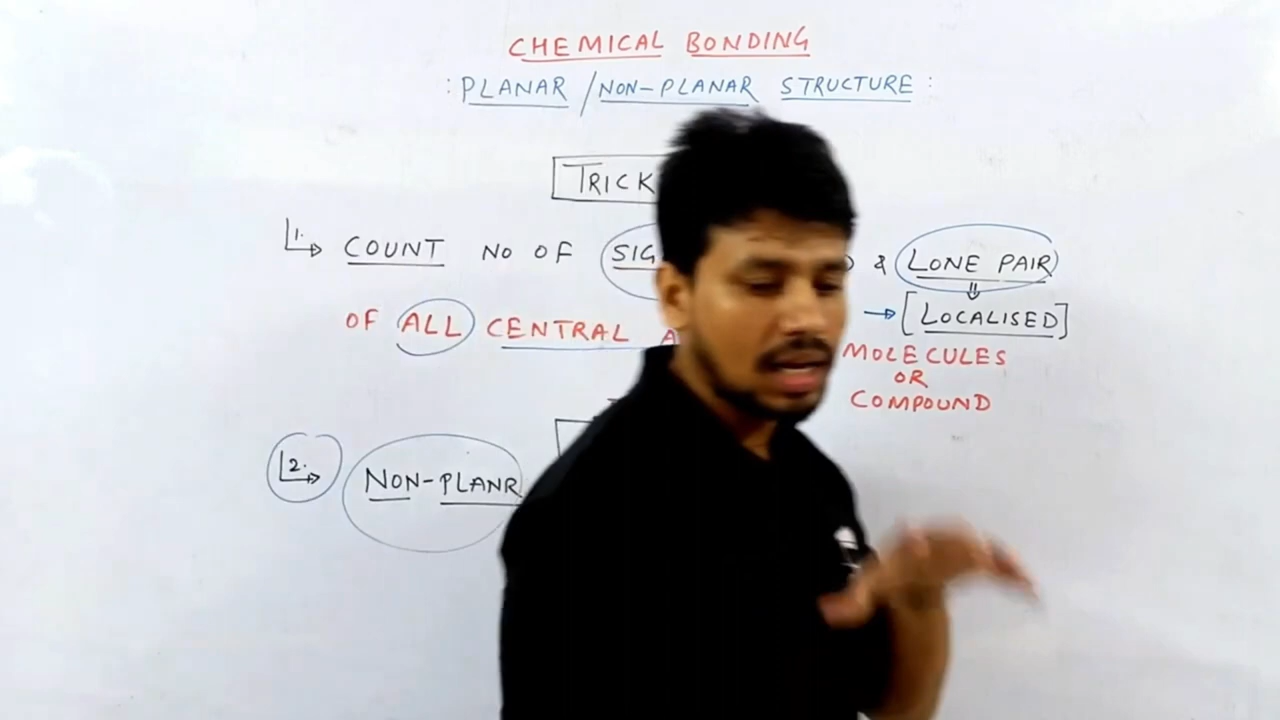 CHEMICAL BONDING
: PLANAR / NON-PLANAR STRUCTURE :
TRICK
1. COUNT NO OF SIG & LONE PAIR
OF ALL CENTRAL A → [LOCALISED]
MOLECULES
OR
COMPOUND
2. NON-PLANR